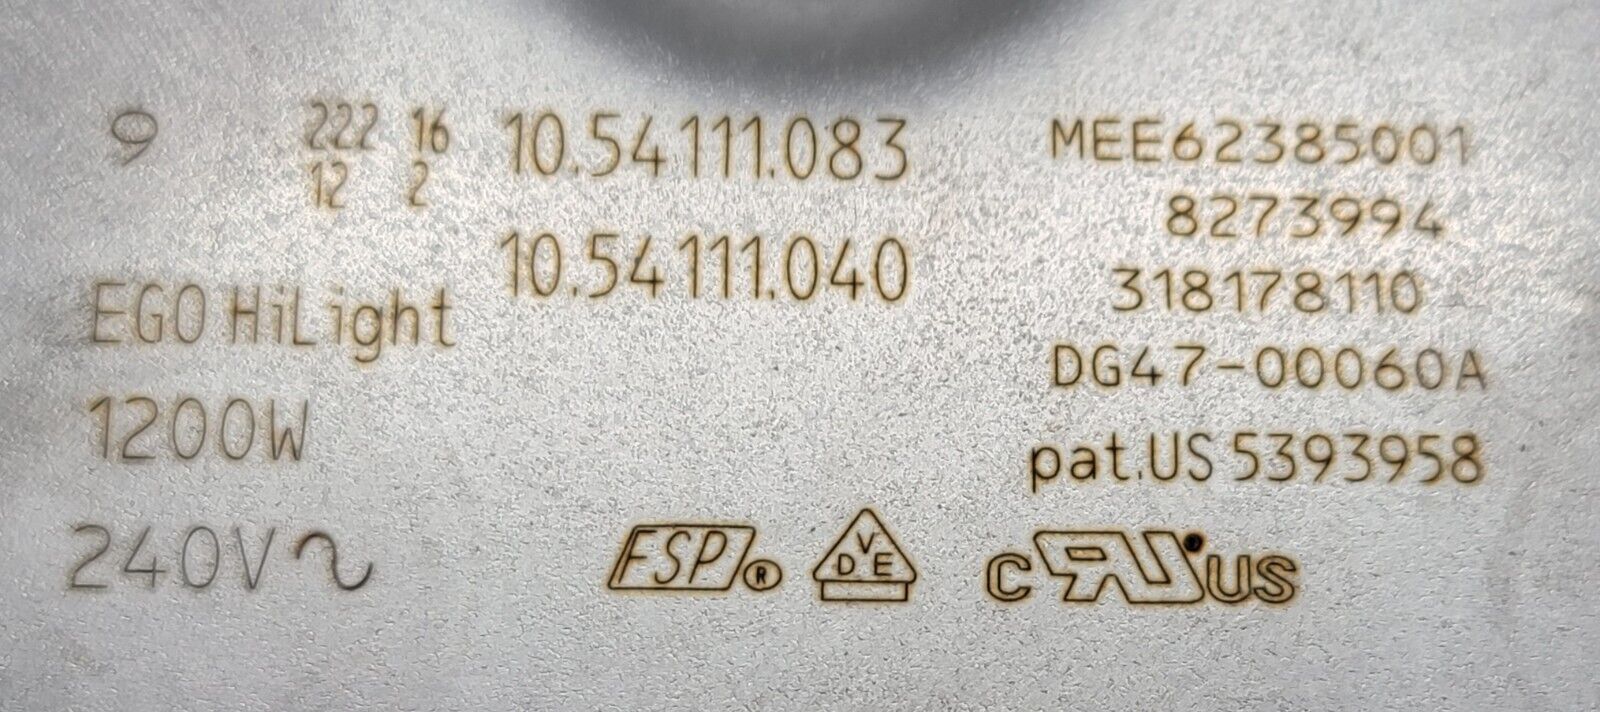 9 222 16 10.54111.083 MEE62385001
12 2 8273994
10.54111.040 318178110
EGO HiLight DG47-00060A
1200W pat.US 5393958
240V~ FSP® VDE cRUus